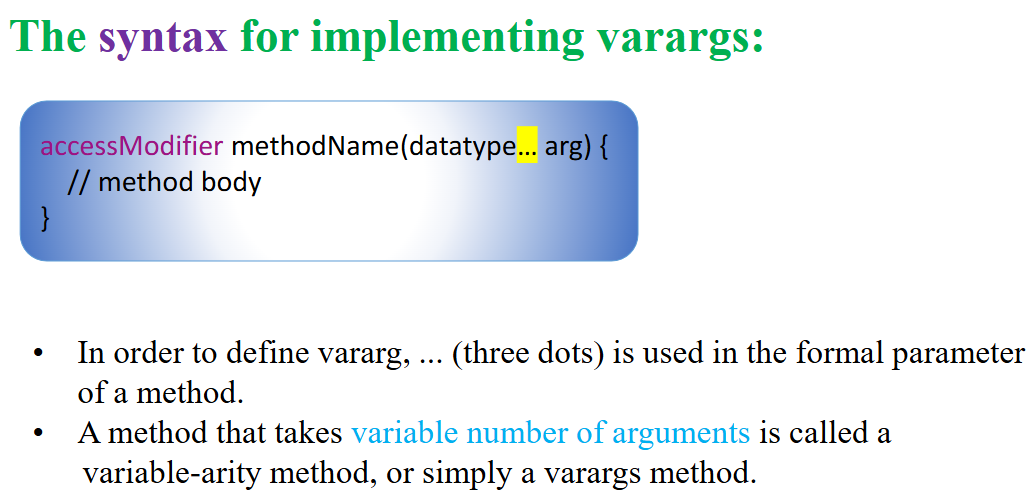 The syntax for implementing varargs:
accessModifier methodName(datatype... arg) {
// method body
}
• In order to define vararg, ... (three dots) is used in the formal parameter
of a method.
• A method that takes variable number of arguments is called a
variable-arity method, or simply a varargs method.